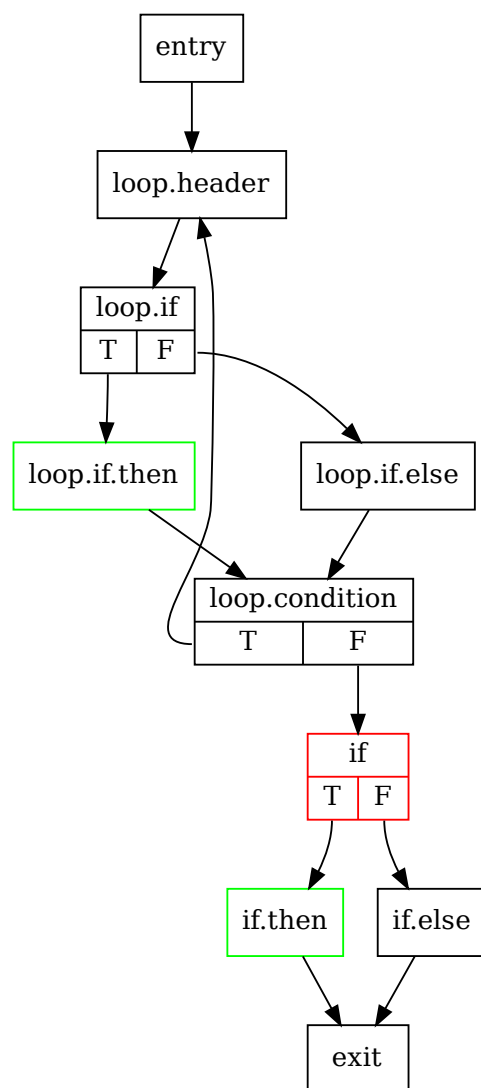 entry
loop.header
loop.if
T F
loop.if.then
loop.if.else
loop.condition
T F
if
T F
if.then
if.else
exit